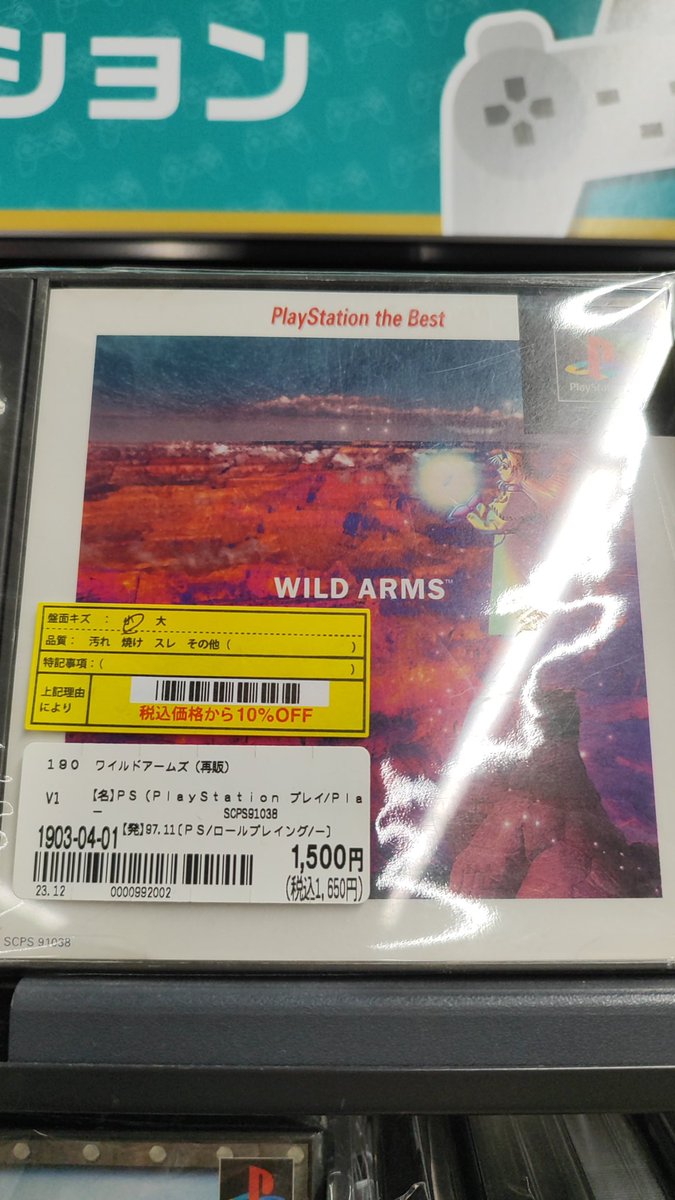 ション
PlayStation the Best
PlayStation
WILD ARMS™
盤面キズ : 大
品質: 汚れ 焼け スレ その他( )
特記事項:( )
上記理由
により
税込価格から10%OFF
190 ワイルドアームズ(再販)
V1 【名】PS(PlayStation プレイ/Pla
ー SCPS91038
1903-04-01 【発】97.11[PS/ロールプレイング/ー]
1,500円
(税込1,650円)
23.12 0000992002
SCPS 91038